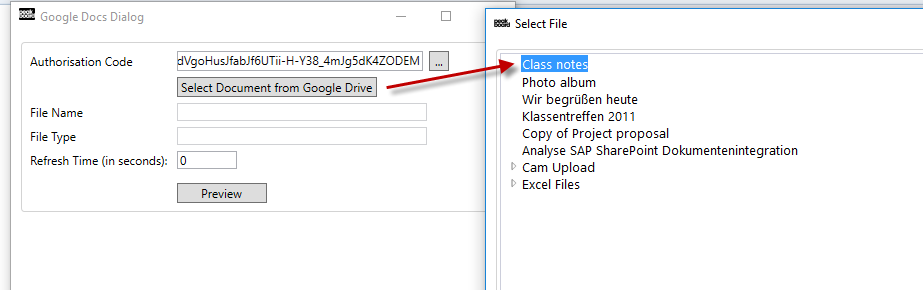 Google Docs Dialog
Authorisation Code
dVgoHusJfabJf6UTii-H-Y38_4mJg5dK4ZODEM
...
Select Document from Google Drive
File Name
File Type
Refresh Time (in seconds):
0
Preview
Select File
Class notes
Photo album
Wir begrüßen heute
Klassentreffen 2011
Copy of Project proposal
Analyse SAP SharePoint Dokumentenintegration
Cam Upload
Excel Files